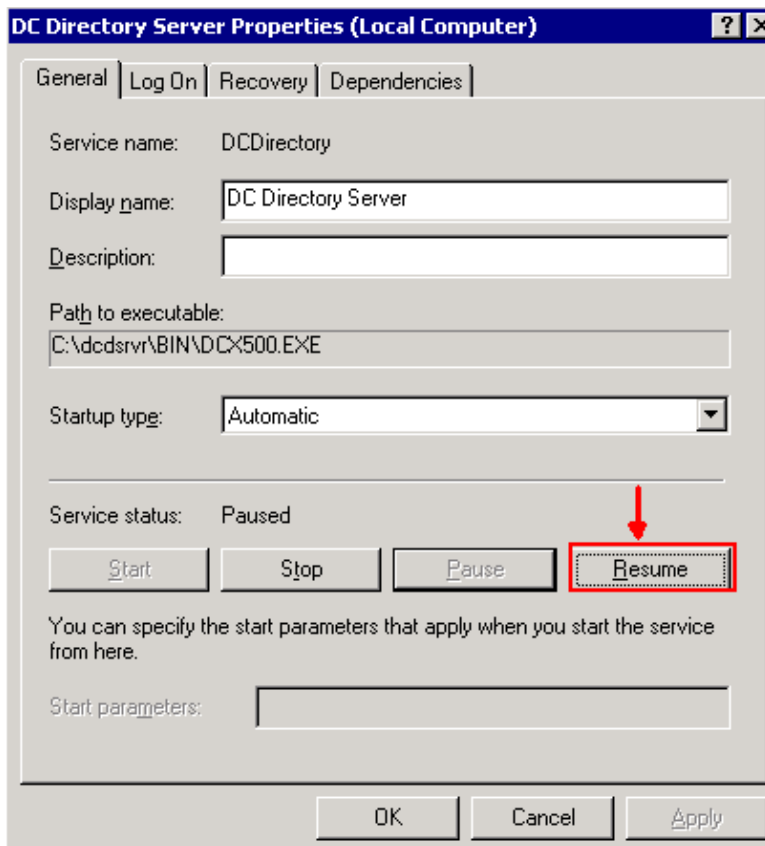 DC Directory Server Properties (Local Computer)
General Log On Recovery Dependencies
Service name: DCDirectory
Display name: DC Directory Server
Description:
Path to executable:
C:\dcdsrvr\BIN\DCX500.EXE
Startup type: Automatic
Service status: Paused
Start Stop Pause Resume
You can specify the start parameters that apply when you start the service
from here.
Start parameters:
OK Cancel Apply